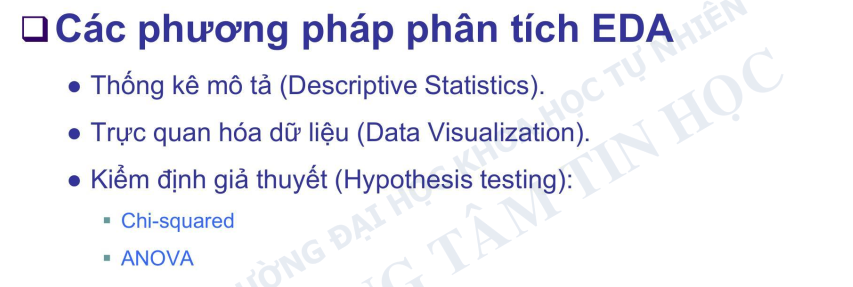 Các phương pháp phân tích EDA
Thống kê mô tả (Descriptive Statistics).
Trực quan hóa dữ liệu (Data Visualization).
Kiểm định giả thuyết (Hypothesis testing):
Chi-squared
ANOVA
ĐẠI HỌC KHOA HỌC TỰ NHIÊN
TÂM TIN HỌC